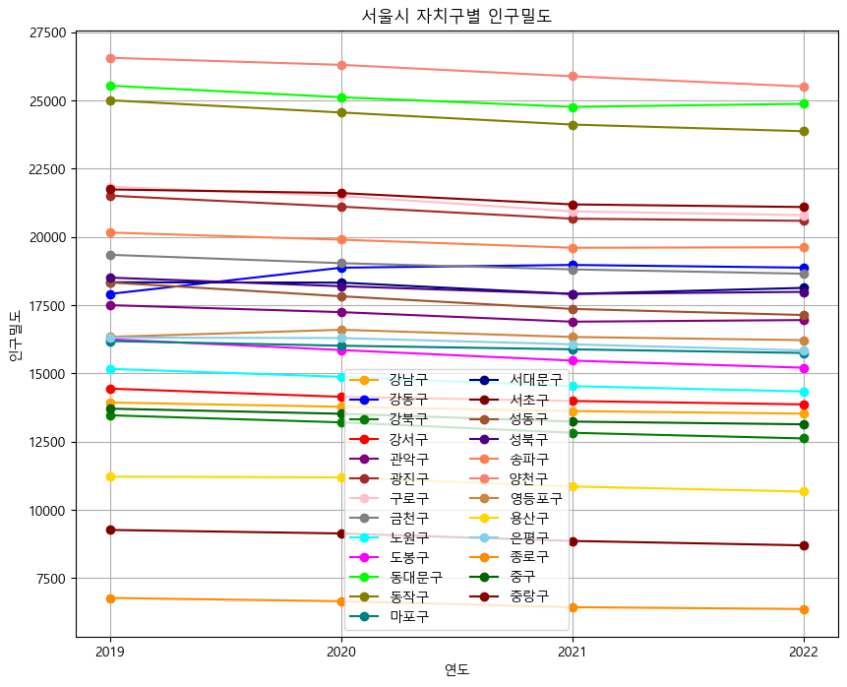 서울시 자치구별 인구밀도
27500
25000
22500
20000
17500
15000
12500
10000
7500
인구밀도
강남구
강동구
강북구
강서구
관악구
광진구
구로구
금천구
노원구
도봉구
동대문구
동작구
마포구
서대문구
서초구
성동구
성북구
송파구
양천구
영등포구
용산구
은평구
종로구
중구
중랑구
2019
2020
2021
2022
연도